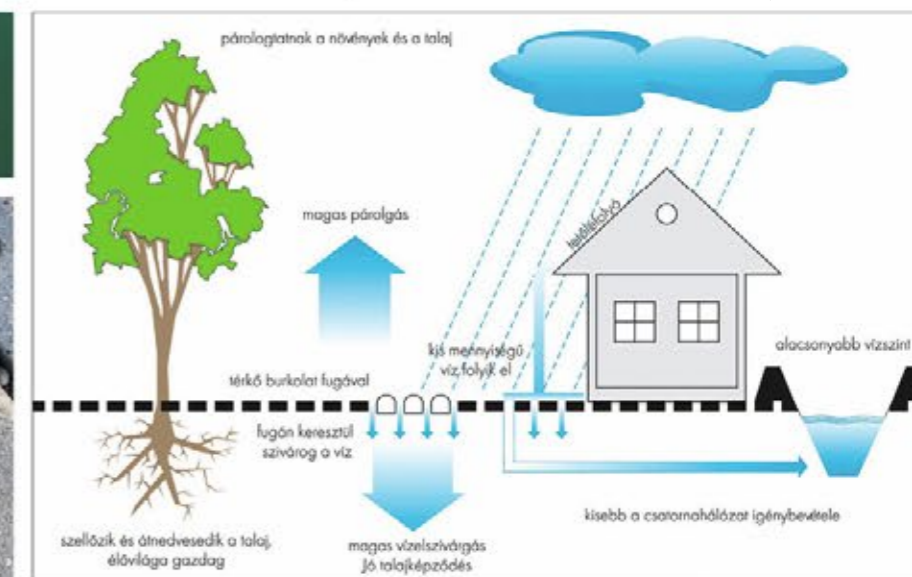 párologtatnak a növények és a talaj
tetőlefolyó
magas párolgás
kis mennyiségű
víz folyik el
alacsonyabb vízszint
térkő burkolat fugával
fugán keresztül
szivárog a víz
kisebb a csatornahálózat igénybevétele
szellőzik és átnedvesedik a talaj,
élővilága gazdag
magas vízelszivárgás
Jó talajképződés